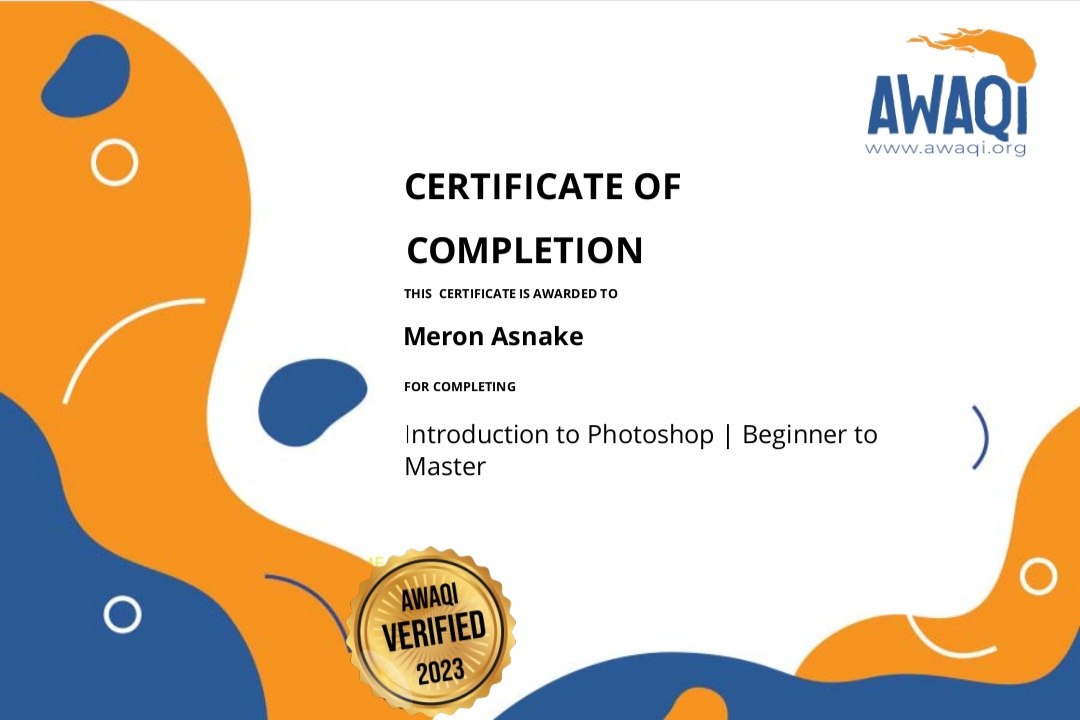 AWAQI
www.awaqi.org
CERTIFICATE OF
COMPLETION
THIS CERTIFICATE IS AWARDED TO
Meron Asnake
FOR COMPLETING
Introduction to Photoshop | Beginner to
Master
AWAQI
VERIFIED
2023